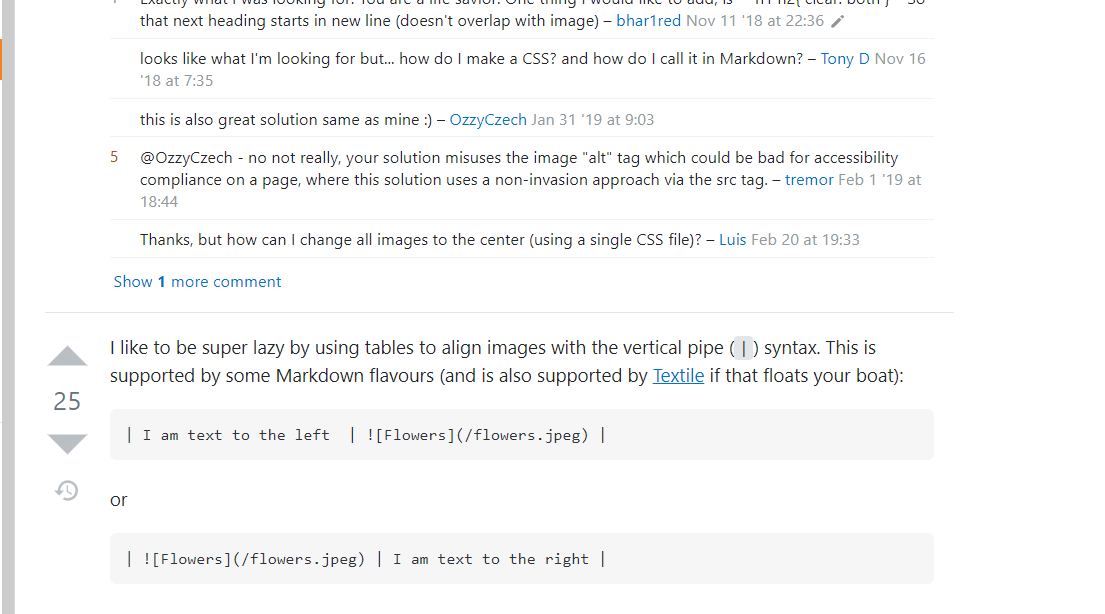 that next heading starts in new line (doesn't overlap with image) – bhar1red Nov 11 '18 at 22:36
looks like what I'm looking for but... how do I make a CSS? and how do I call it in Markdown? – Tony D Nov 16
'18 at 7:35
this is also great solution same as mine :) – OzzyCzech Jan 31 '19 at 9:03
5 @OzzyCzech - no not really, your solution misuses the image "alt" tag which could be bad for accessibility
compliance on a page, where this solution uses a non-invasion approach via the src tag. – tremor Feb 1 '19 at
18:44
Thanks, but how can I change all images to the center (using a single CSS file)? – Luis Feb 20 at 19:33
Show 1 more comment
I like to be super lazy by using tables to align images with the vertical pipe (|) syntax. This is
supported by some Markdown flavours (and is also supported by Textile if that floats your boat):
25
| I am text to the left  | ![Flowers](/flowers.jpeg) |
or
| ![Flowers](/flowers.jpeg) | I am text to the right |